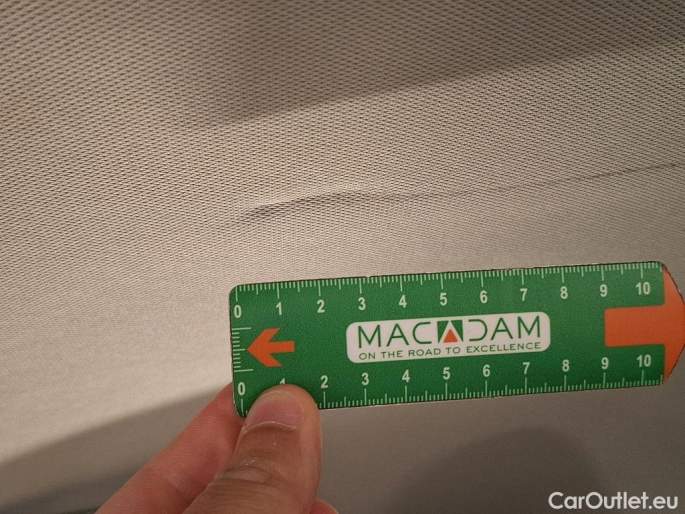 0 1 2 3 4 5 6 7 8 9 10
MACADAM
ON THE ROAD TO EXCELLENCE
0 1 2 3 4 5 6 7 8 9 10
CarOutlet.eu